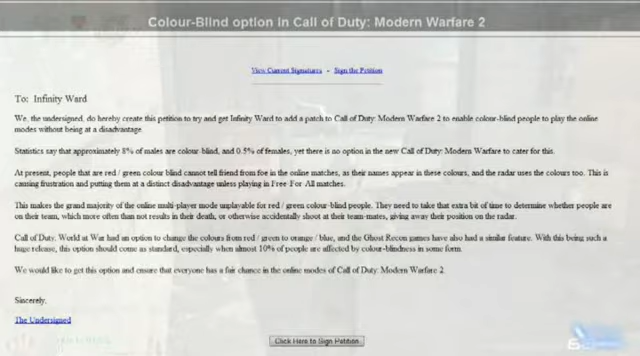 Colour-Blind option in Call of Duty: Modern Warfare 2
View Current Signatures - Sign the Petition
To: Infinity Ward
We, the undersigned, do hereby create this petition to try and get Infinity Ward to add a patch to Call of Duty: Modern Warfare 2 to enable colour-blind people to play the online
modes without being at a disadvantage.
Statistics say that approximately 8% of males are colour-blind, and 0.5% of females, yet there is no option in the new Call of Duty: Modern Warfare to cater for this.
At present, people that are red / green colour blind cannot tell friend from foe in the online matches, as their names appear in these colours, and the radar uses the colours too. This is
causing frustration and putting them at a distinct disadvantage unless playing in Free-For-All matches.
This makes the grand majority of the online multi-player mode unplayable for red / green colour-blind people. They need to take that extra bit of time to determine whether people are
on their team, which more often than not results in their death, or otherwise accidentally shoot at their team-mates, giving away their position on the radar.
Call of Duty: World at War had an option to change the colours from red / green to orange / blue, and the Ghost Recon games have also had a similar feature. With this being such a
huge release, this option should come as standard, especially when almost 10% of people are affected by colour-blindness in some form.
We would like to get this option and ensure that everyone has a fair chance in the online modes of Call of Duty: Modern Warfare 2
Sincerely,
The Undersigned
Click Here to Sign Petition